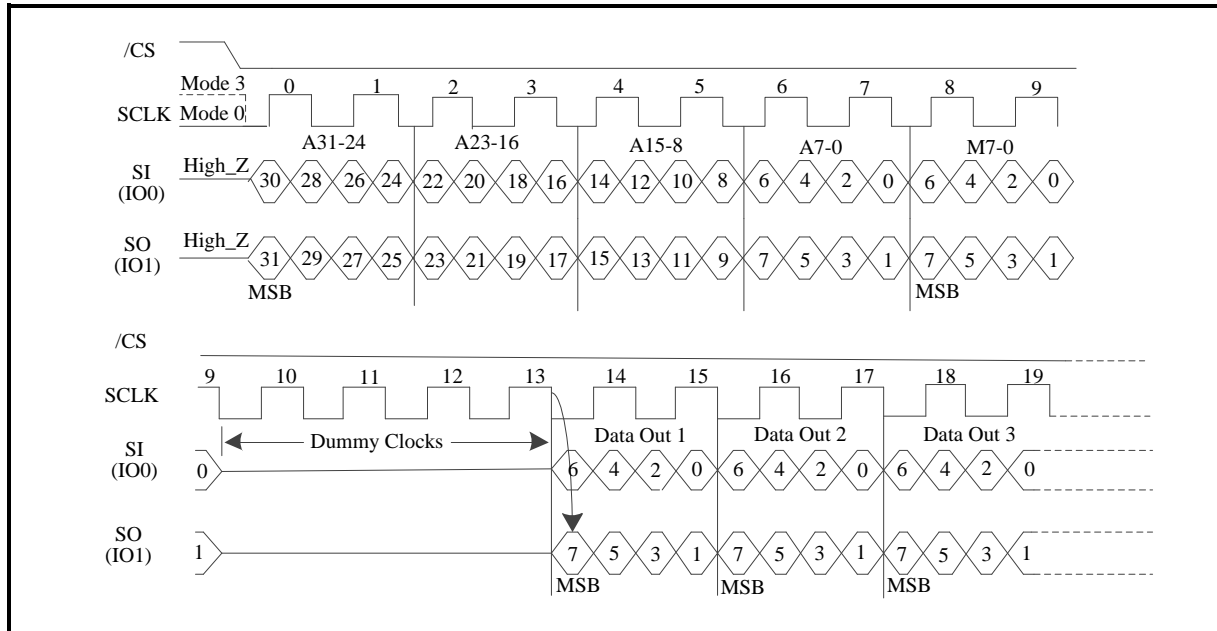 /CS
Mode 3 0 1 2 3 4 5 6 7 8 9
SCLK Mode 0
A31-24 A23-16 A15-8 A7-0 M7-0
SI High_Z 30 28 26 24 22 20 18 16 14 12 10 8 6 4 2 0 6 4 2 0
(IO0)
SO High_Z 31 29 27 25 23 21 19 17 15 13 11 9 7 5 3 1 7 5 3 1
(IO1)
MSB MSB
/CS
9 10 11 12 13 14 15 16 17 18 19
SCLK
Dummy Clocks Data Out 1 Data Out 2 Data Out 3
SI 0 6 4 2 0 6 4 2 0 6 4 2 0
(IO0)
SO 1 7 5 3 1 7 5 3 1 7 5 3 1
(IO1)
MSB MSB MSB